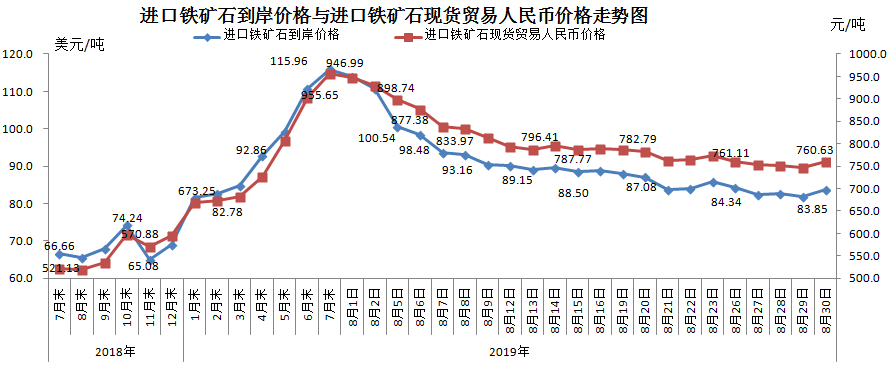 进口铁矿石到岸价格与进口铁矿石现货贸易人民币价格走势图
美元/吨
元/吨
进口铁矿石到岸价格
进口铁矿石现货贸易人民币价格
120.0
110.0
100.0
90.0
80.0
70.0
60.0
1000.0
950.0
900.0
850.0
800.0
750.0
700.0
650.0
600.0
550.0
500.0
66.66
521.13
74.24
570.88
65.08
673.25
82.78
92.86
115.96
955.65
946.99
898.74
100.54
877.38
98.48
833.97
93.16
89.15
796.41
787.77
88.50
782.79
87.08
761.11
84.34
760.63
83.85
7月末
8月末
9月末
10月末
11月末
12月末
1月末
2月末
3月末
4月末
5月末
6月末
7月末
8月1日
8月2日
8月5日
8月6日
8月7日
8月8日
8月9日
8月12日
8月13日
8月14日
8月15日
8月16日
8月19日
8月20日
8月21日
8月22日
8月23日
8月26日
8月27日
8月28日
8月29日
8月30日
2018年
2019年